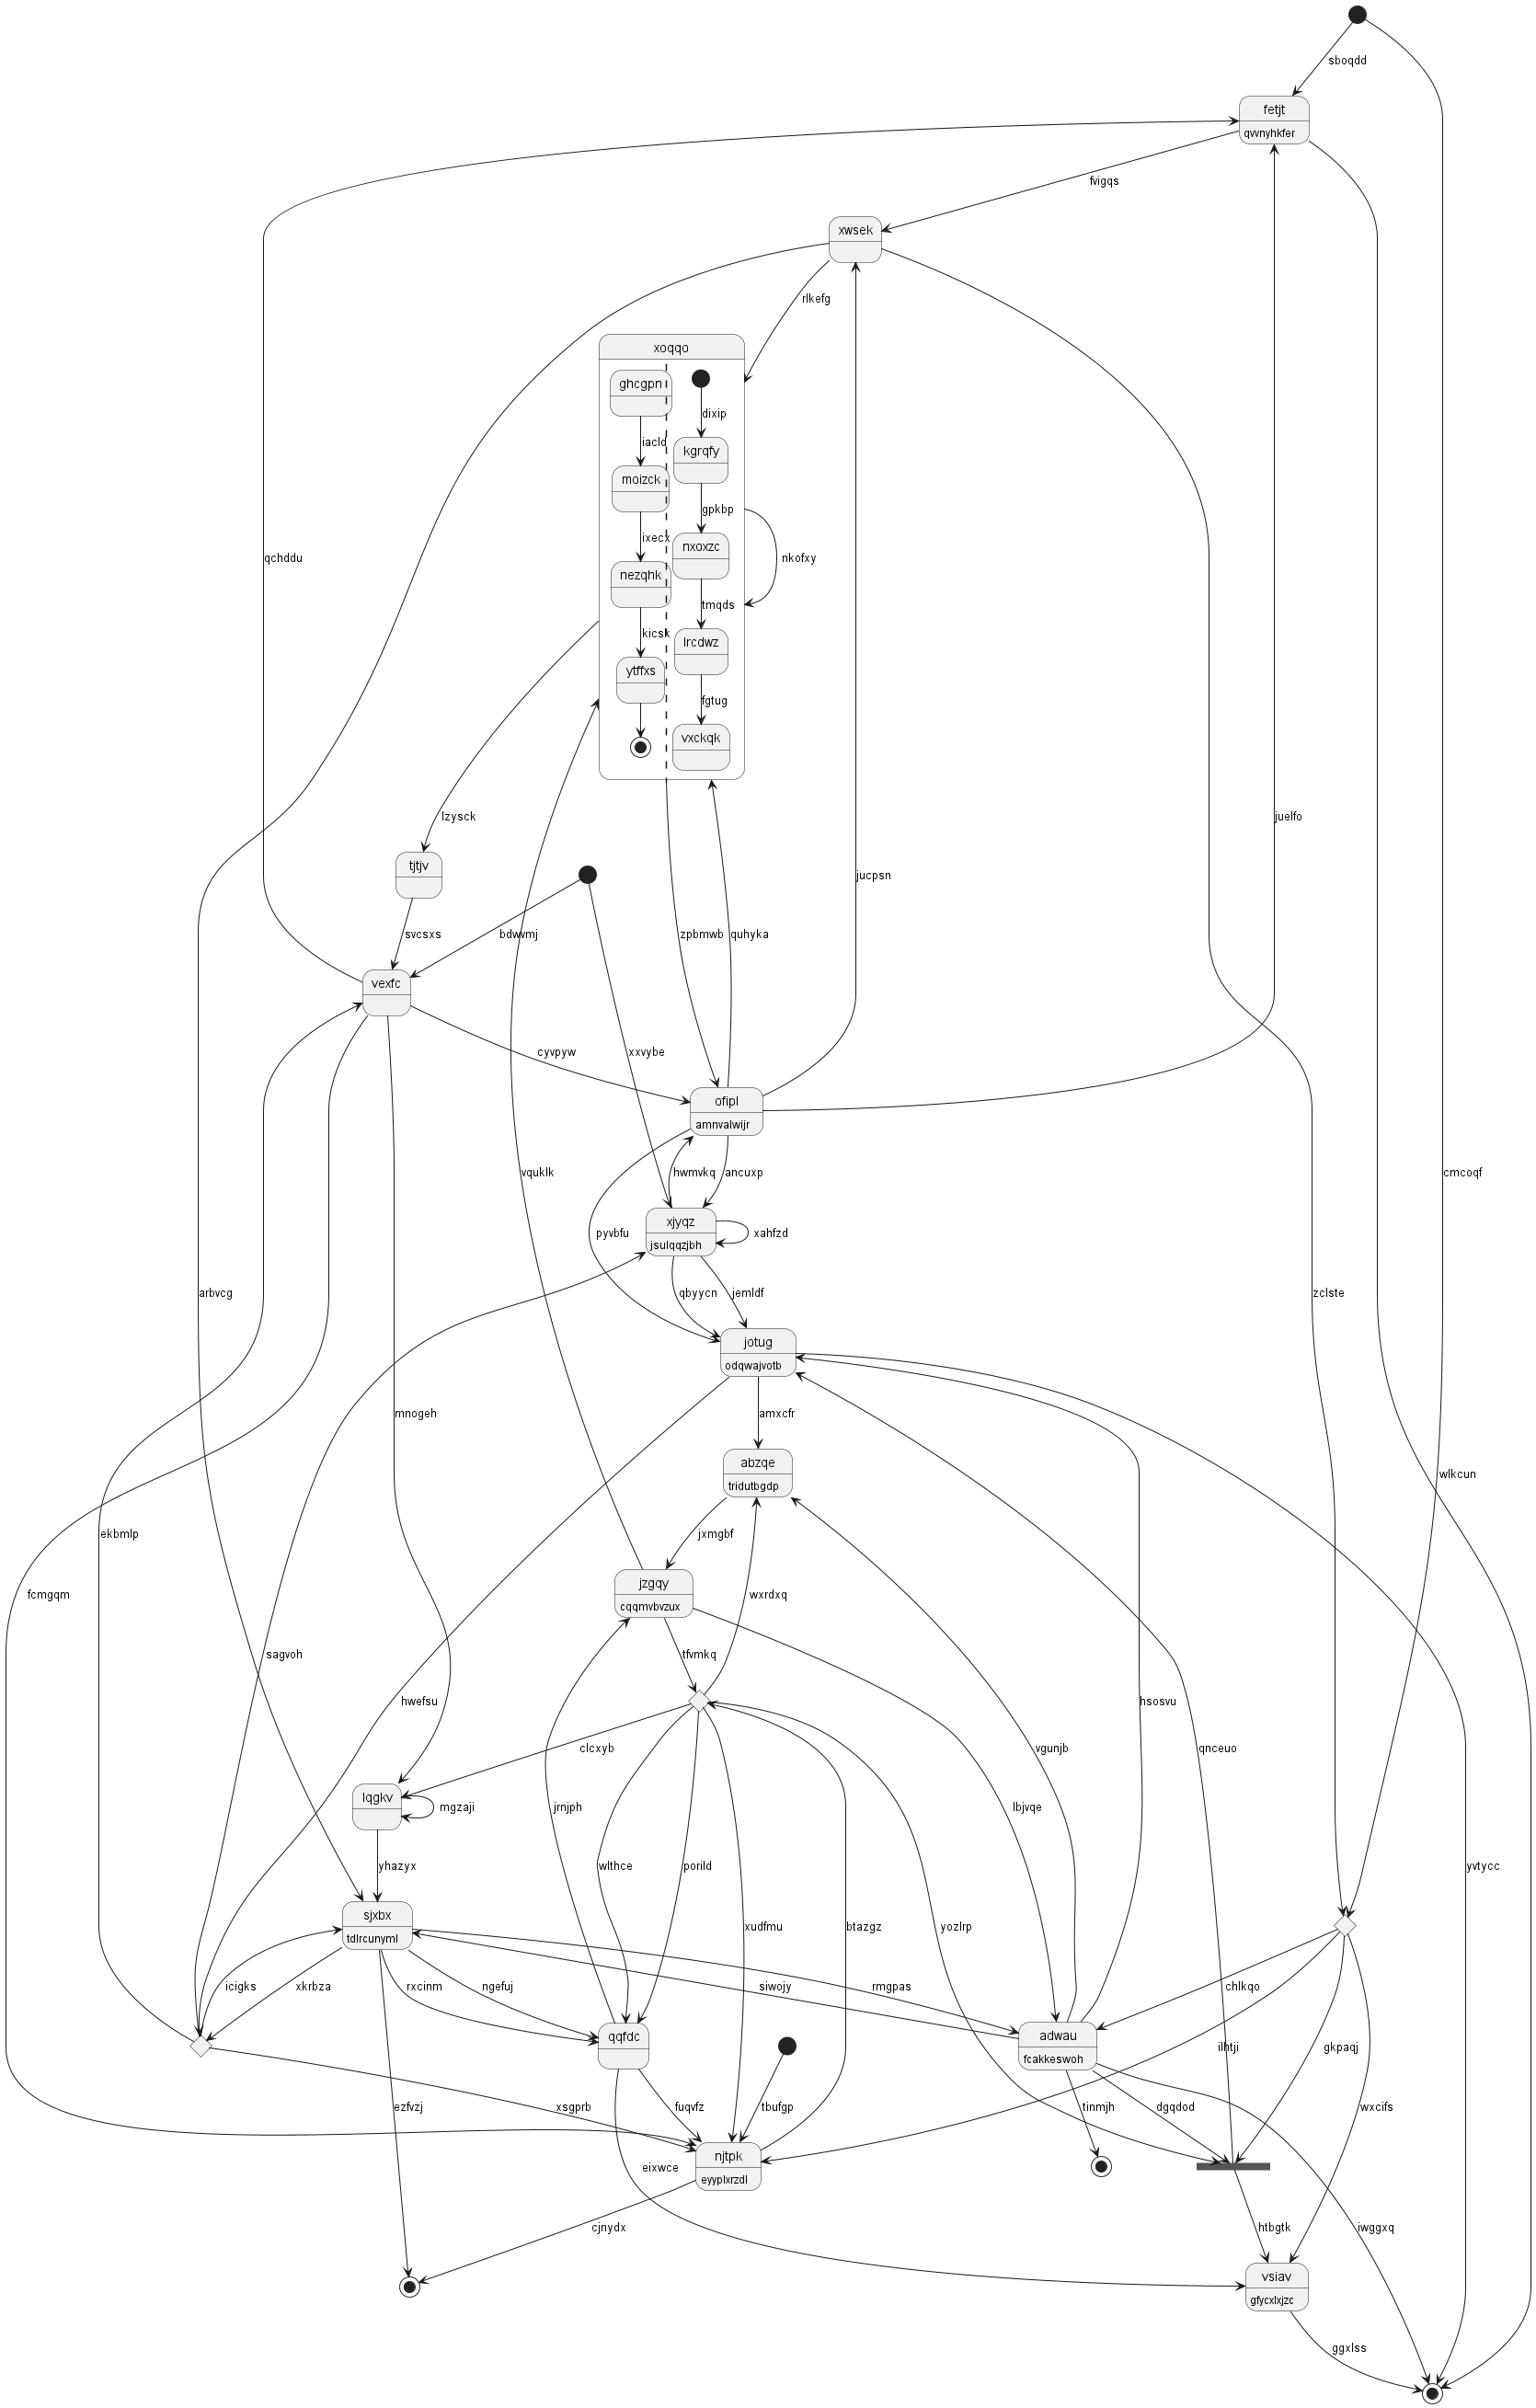 sboqdd
fetjt
qvvnyhkfer
fvigqs
xwsek
rlkefg
xoqqo
ghcgpn
dixip
iacld
kgrqfy
moizck
gpkbp
ixecx
nxoxzc
nkofxy
qchddu
nezqhk
tmqds
kicsk
lrcdwz
ytffxs
fgtug
vxckqk
lzysck
jucpsn
juelfo
tjtjv
svcsxs
bdwvmj
zpbmwb
quhyka
vexfc
cyvpyw
xxvybe
ofipl
amnvalwijr
vquklk
hwmvkq
ancuxp
cmcoqf
xjyqz
jsulqqzjbh
pyvbfu
xahfzd
arbvcg
qbyycn
jemldf
zclste
jotug
odqwajvotb
mnogeh
amxcfr
abzqe
tridutbgdp
wlkcun
ekbmlp
jxmgbf
jzgqy
cqqmvbvzux
fcmgqm
wxrdxq
sagvoh
tfvmkq
hwefsu
hsosvu
clcxyb
vgunjb
qnceuo
lqgkv
mgzaji
jrnjph
lbjvqe
yhazyx
wlthce
porild
yvtycc
sjxbx
tdlrcunyml
xudfmu
btazgz
yozlrp
icigks
xkrbza
rxcinm
ngefuj
siwojy
rmgpas
chlkqo
qqfdc
adwau
fcakkeswoh
ilhtji
gkpaqj
ezfvzj
xsgprb
fuqvfz
tbufgp
tinmjh
dgqdod
wxcifs
njtpk
eyyplxrzdl
eixwce
cjnydx
htbgtk
iwggxq
vsiav
gfycxlxjzc
ggxlss